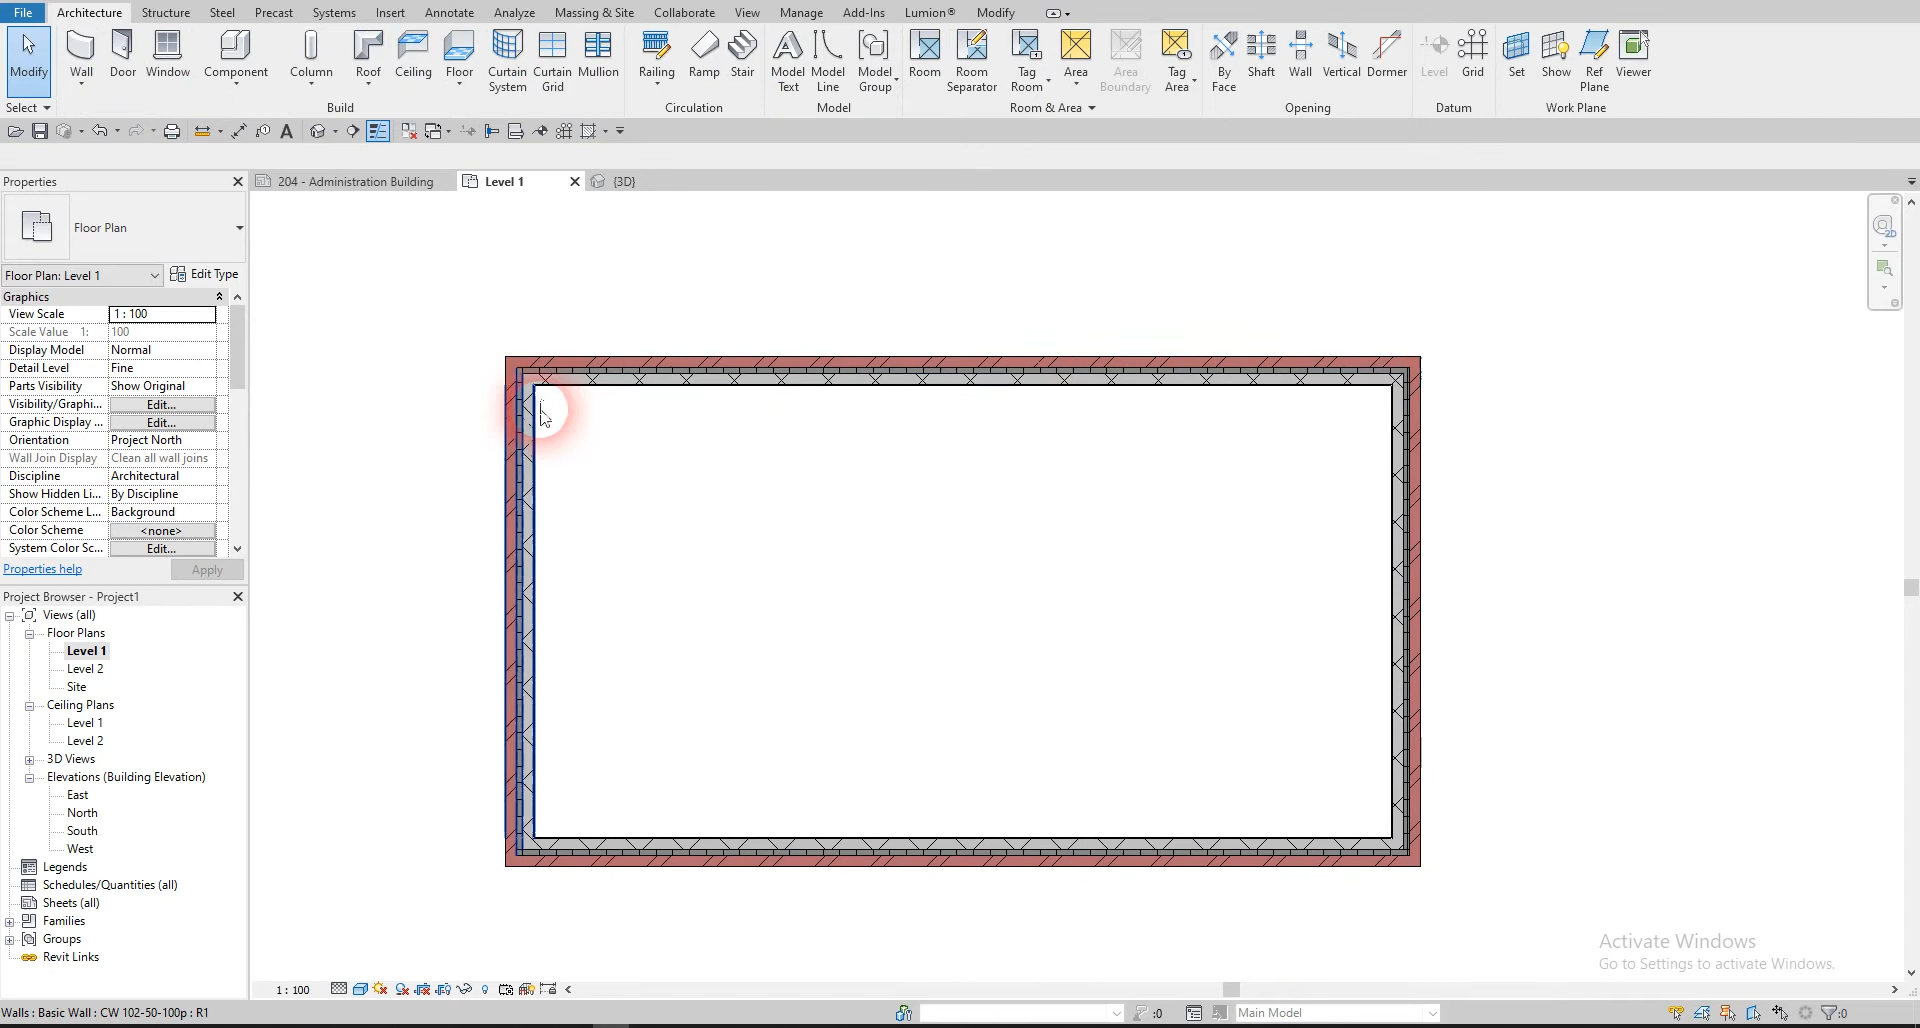 File Architecture Structure Steel Precast Systems Insert Annotate Analyze Massing & Site Collaborate View Manage Add-Ins Lumion® Modify
Modify Wall Door Window Component Column Roof Ceiling Floor Curtain System Curtain Grid Mullion Railing Ramp Stair Model Text Model Line Model Group Room Room Separator Tag Room Area Area Boundary Tag Area By Face Shaft Wall Vertical Dormer Level Grid Set Show Ref Plane Viewer
Select Build Circulation Model Room & Area Opening Datum Work Plane
Properties
204 - Administration Building Level 1 {3D}
Floor Plan
Floor Plan: Level 1 Edit Type
Graphics
View Scale 1 : 100
Scale Value 1: 100
Display Model Normal
Detail Level Fine
Parts Visibility Show Original
Visibility/Graphi... Edit...
Graphic Display ... Edit...
Orientation Project North
Wall Join Display Clean all wall joins
Discipline Architectural
Show Hidden Li... By Discipline
Color Scheme L... Background
Color Scheme <none>
System Color Sc... Edit...
Properties help Apply
Project Browser - Project1
Views (all)
Floor Plans
Level 1
Level 2
Site
Ceiling Plans
Level 1
Level 2
3D Views
Elevations (Building Elevation)
East
North
South
West
Legends
Schedules/Quantities (all)
Sheets (all)
Families
Groups
Revit Links
2D
Activate Windows
Go to Settings to activate Windows.
1 : 100
Walls : Basic Wall : CW 102-50-100p : R1 :0 Main Model :0